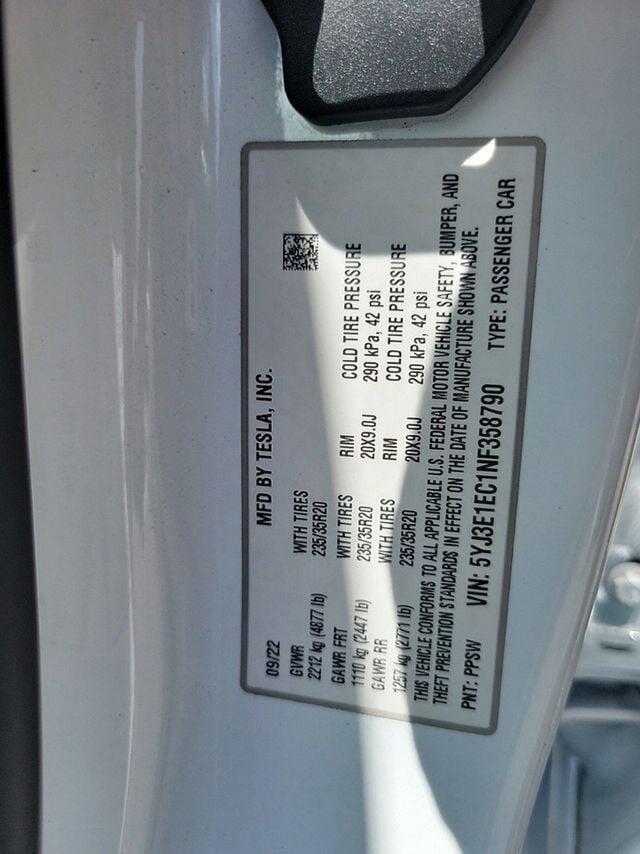 MFD BY TESLA, INC.
09/22
GVWR WITH TIRES
2212 kg (4877 lb) 235/35R20
GAWR FRT WITH TIRES RIM COLD TIRE PRESSURE
1110 kg (2447 lb) 235/35R20 20X9.0J 290 kPa, 42 psi
GAWR RR WITH TIRES RIM COLD TIRE PRESSURE
1257 kg (2771 lb) 235/35R20 20X9.0J 290 kPa, 42 psi
THIS VEHICLE CONFORMS TO ALL APPLICABLE U.S. FEDERAL MOTOR VEHICLE SAFETY, BUMPER, AND
THEFT PREVENTION STANDARDS IN EFFECT ON THE DATE OF MANUFACTURE SHOWN ABOVE.
PNT: PPSW VIN: 5YJ3E1EC1NF358790 TYPE: PASSENGER CAR